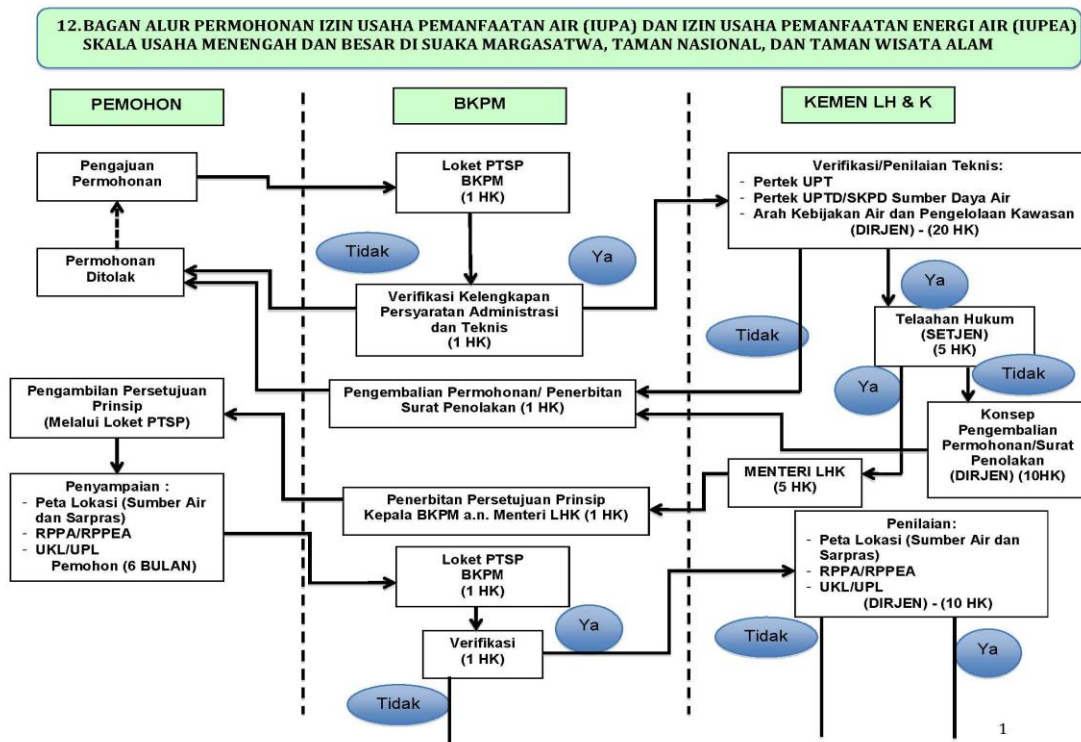 12.BAGAN ALUR PERMOHONAN IZIN USAHA PEMANFAATAN AIR (IUPA) DAN IZIN USAHA PEMANFAATAN ENERGI AIR (IUPEA)
SKALA USAHA MENENGAH DAN BESAR DI SUAKA MARGASATWA, TAMAN NASIONAL, DAN TAMAN WISATA ALAM
PEMOHON
BKPM
KEMEN LH & K
Pengajuan
Permohonan
Loket PTSP
BKPM
(1 HK)
Verifikasi/Penilaian Teknis:
- Pertek UPT
- Pertek UPTD/SKPD Sumber Daya Air
- Arah Kebijakan Air dan Pengelolaan Kawasan
(DIRJEN) - (20 HK)
Tidak
Ya
Permohonan
Ditolak
Verifikasi Kelengkapan
Persyaratan Administrasi
dan Teknis
(1 HK)
Ya
Tidak
Telaahan Hukum
(SETJEN)
(5 HK)
Ya
Tidak
Pengambilan Persetujuan
Prinsip
(Melalui Loket PTSP)
Pengembalian Permohonan/ Penerbitan
Surat Penolakan (1 HK)
Konsep
Pengembalian
Permohonan/Surat
Penolakan
(DIRJEN) (10HK)
MENTERI LHK
(5 HK)
Penyampaian :
- Peta Lokasi (Sumber Air
dan Sarpras)
- RPPA/RPPEA
- UKL/UPL
Pemohon (6 BULAN)
Penerbitan Persetujuan Prinsip
Kepala BKPM a.n. Menteri LHK (1 HK)
Penilaian:
- Peta Lokasi (Sumber Air dan
Sarpras)
- RPPA/RPPEA
- UKL/UPL
(DIRJEN) - (10 HK)
Loket PTSP
BKPM
(1 HK)
Ya
Verifikasi
(1 HK)
Tidak
Tidak
Ya
1